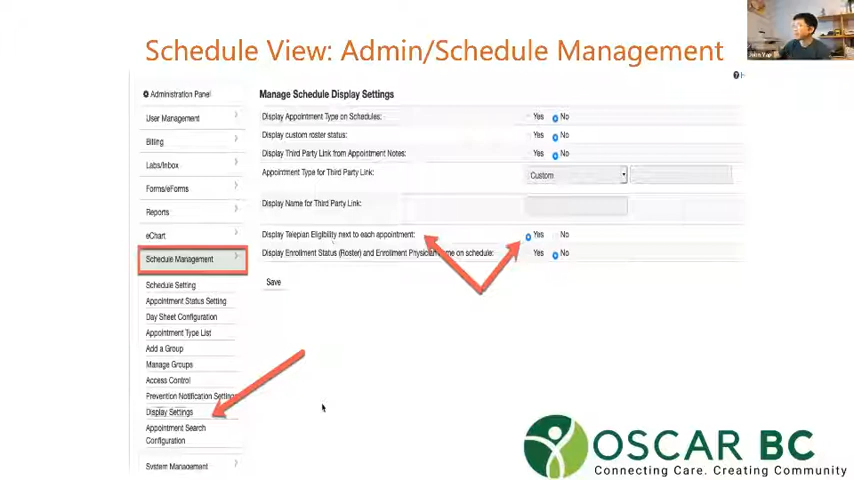 Schedule View: Admin/Schedule Management
Administration Panel
User Management
Billing
Labs/Inbox
Forms/eForms
Reports
eChart
Schedule Management
Schedule Setting
Appointment Status Setting
Day Sheet Configuration
Appointment Type List
Add a Group
Manage Groups
Access Control
Prevention Notification Settings
Display Settings
Appointment Search
Configuration
System Management
Manage Schedule Display Settings
Display Appointment Type on Schedules: Yes No
Display custom roster status: Yes No
Display Third Party Link from Appointment Notes: Yes No
Appointment Type for Third Party Link: Custom
Display Name for Third Party Link:
Display Teleplan Eligibility next to each appointment: Yes No
Display Enrollment Status (Roster) and Enrollment Physician on schedule: Yes No
Save
OSCAR BC
Connecting Care. Creating Community